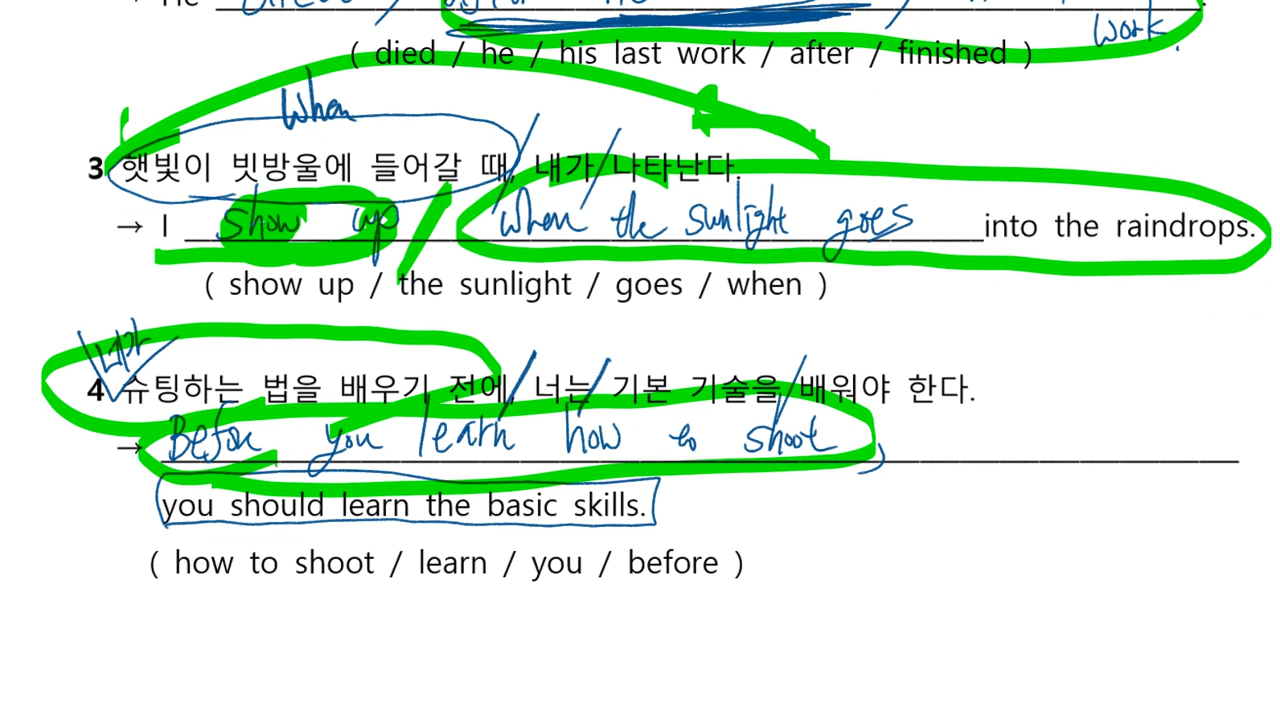 He died / after he /
work.
( died / he / his last work / after / finished )
When
3 햇빛이 빗방울에 들어갈 때, 내가 나타난다.
→ I show up when the sunlight goes into the raindrops.
( show up / the sunlight / goes / when )
4 슈팅하는 법을 배우기 전에 너는 기본 기술을 배워야 한다.
→ Before you learn how to shoot,
you should learn the basic skills.
( how to shoot / learn / you / before )